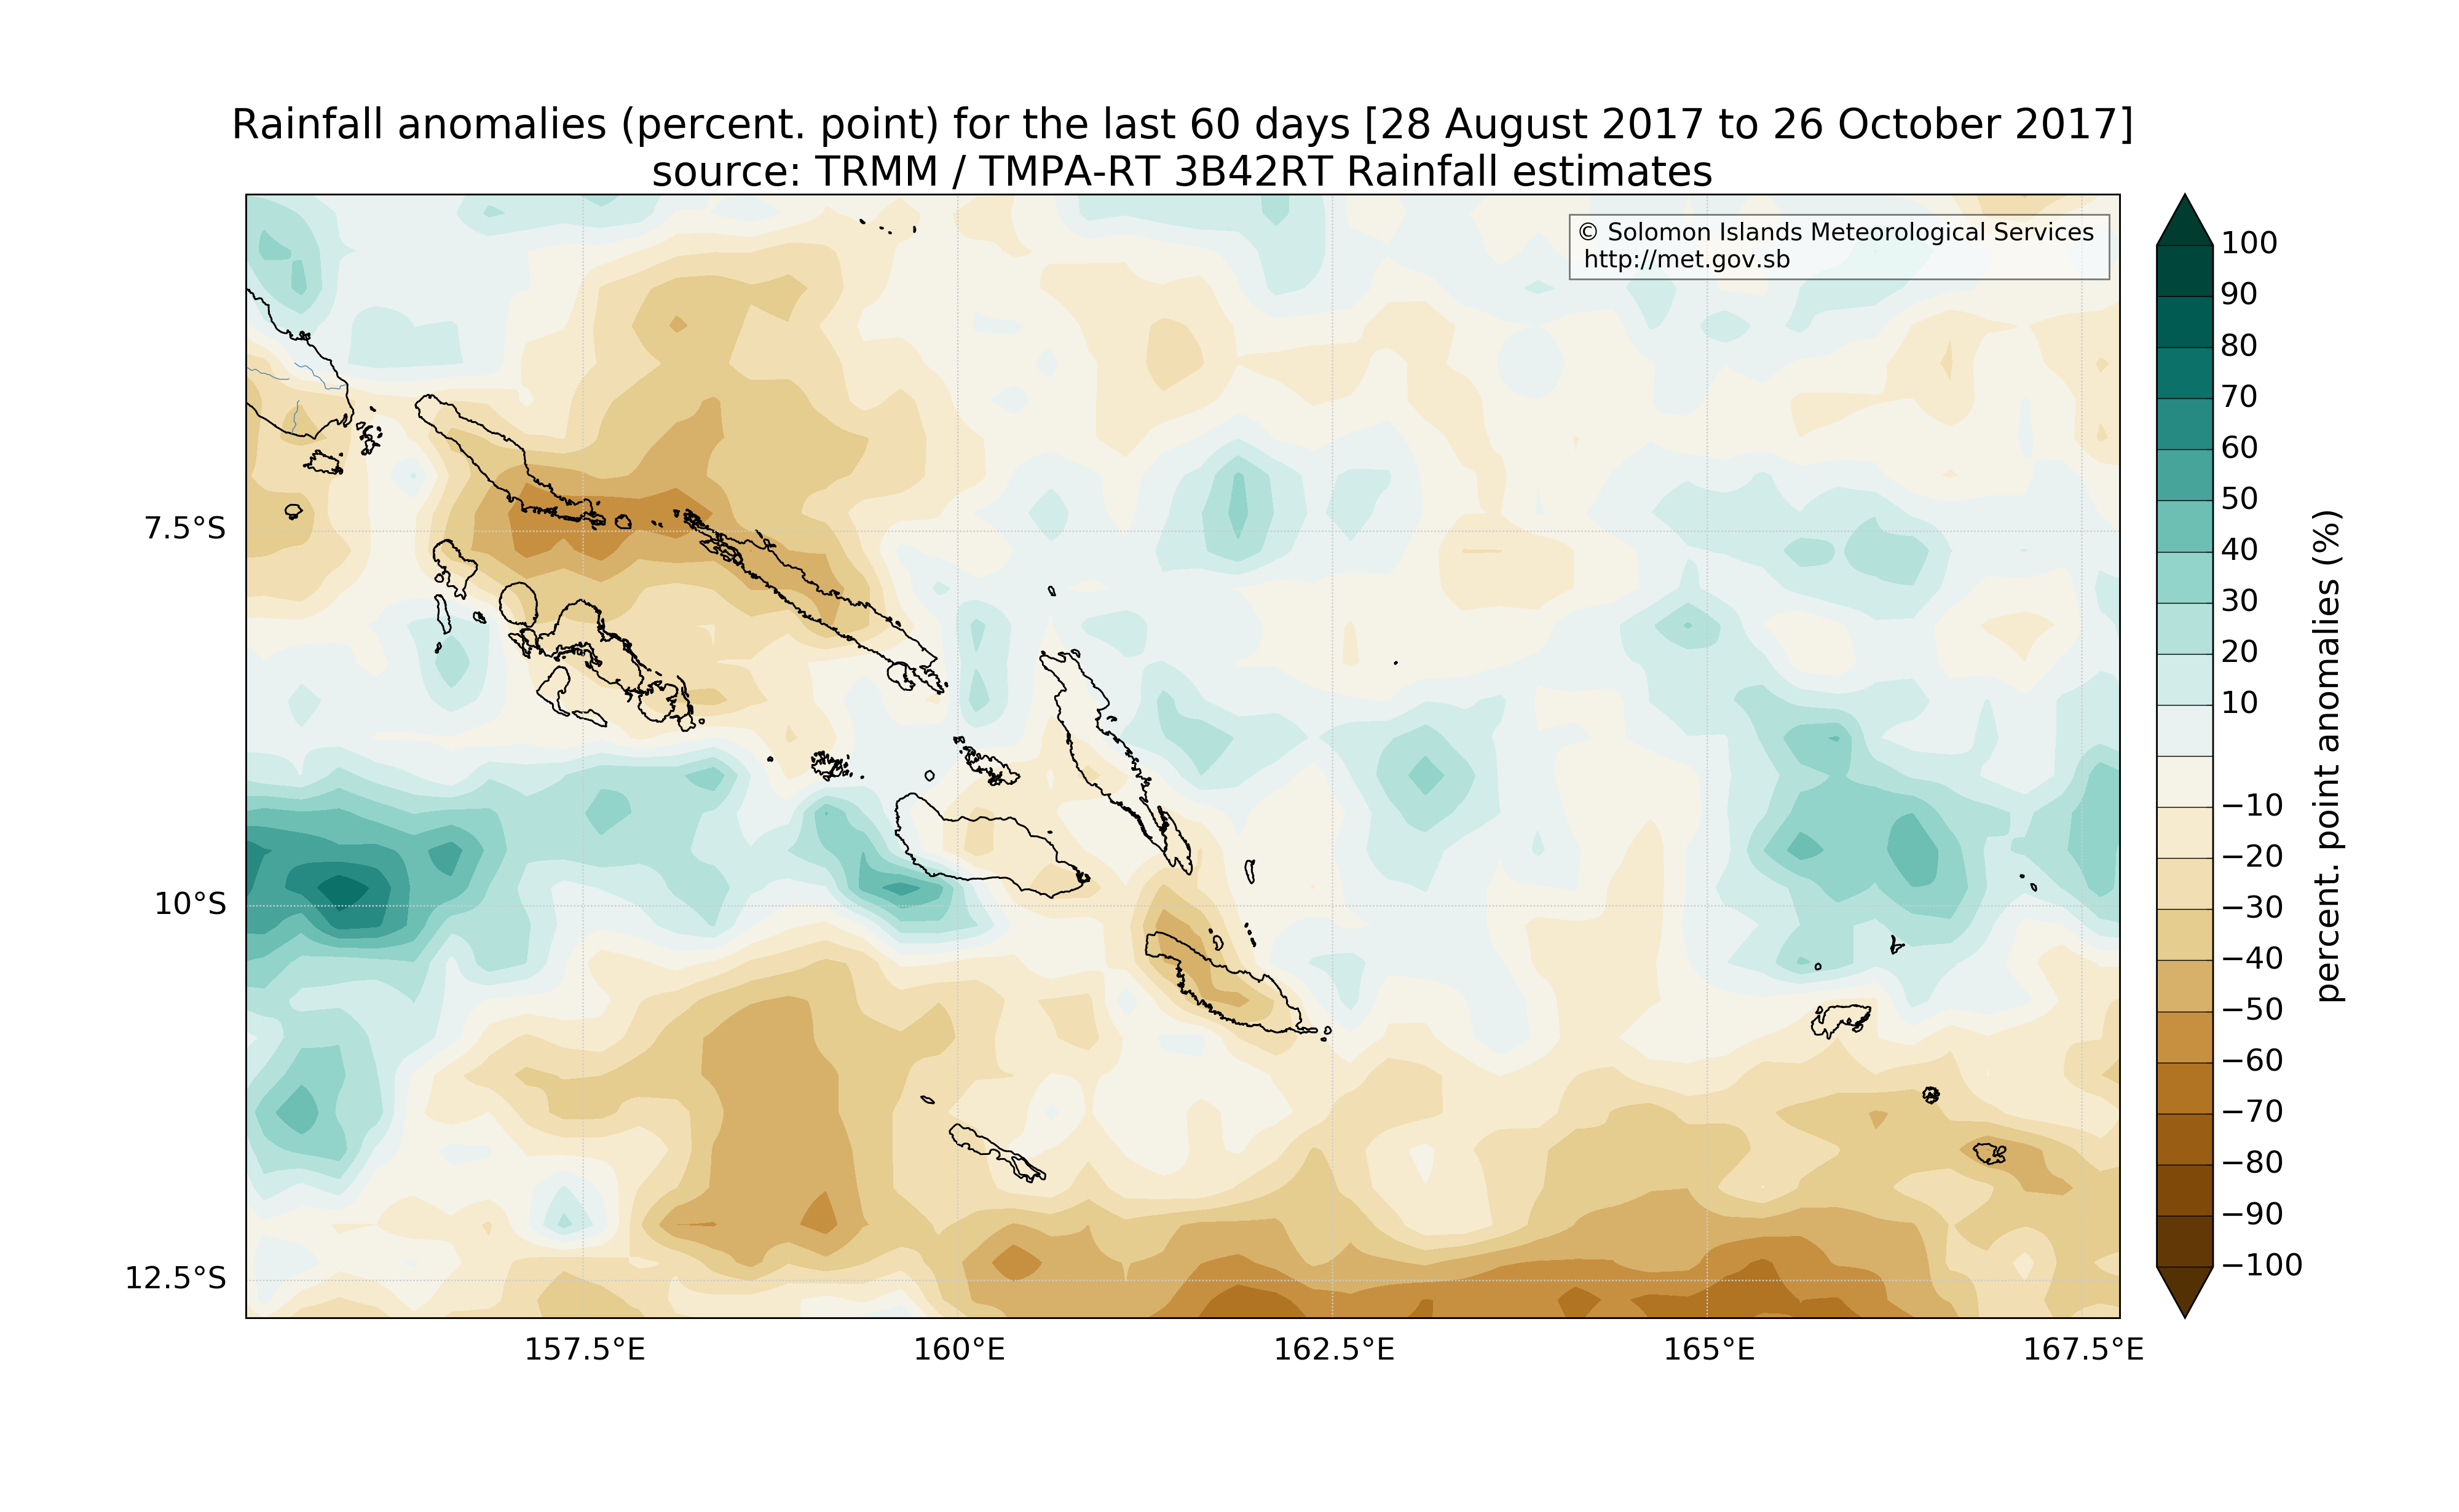 Rainfall anomalies (percent. point) for the last 60 days [28 August 2017 to 26 October 2017]
source: TRMM / TMPA-RT 3B42RT Rainfall estimates
© Solomon Islands Meteorological Services
http://met.gov.sb
7.5°S
10°S
12.5°S
157.5°E
160°E
162.5°E
165°E
167.5°E
100
90
80
70
60
50
40
30
20
10
−10
−20
−30
−40
−50
−60
−70
−80
−90
−100
percent. point anomalies (%)